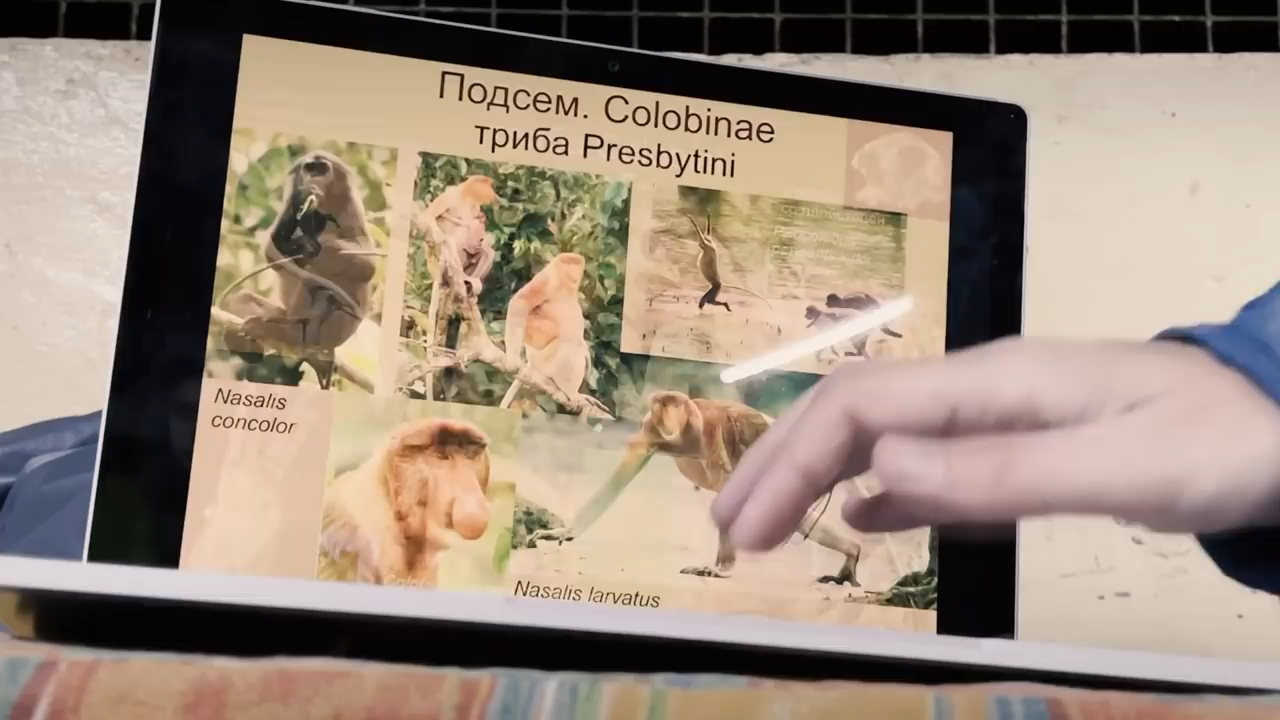 Подсем. Colobinae
триба Presbytini
Nasalis
concolor
Nasalis larvatus